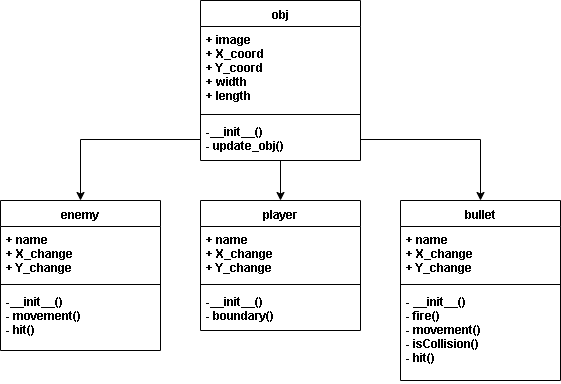 obj
+ image
+ X_coord
+ Y_coord
+ width
+ length
-__init__()
- update_obj()
enemy
+ name
+ X_change
+ Y_change
-__init__()
- movement()
- hit()
player
+ name
+ X_change
+ Y_change
-__init__()
- boundary()
bullet
+ name
+ X_change
+ Y_change
- __init__()
- fire()
- movement()
- isCollision()
- hit()